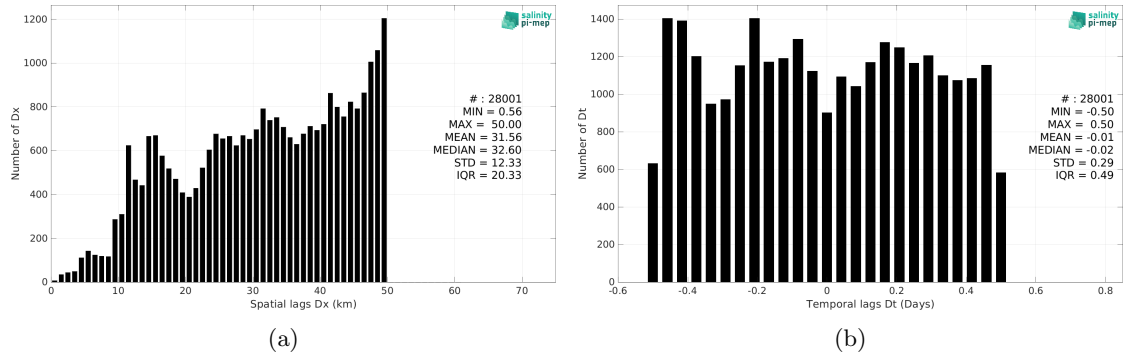 1200
1000
800
600
400
200
0
Number of Dx
0 10 20 30 40 50 60 70
Spatial lags Dx (km)
salinity
pi-mep
# : 28001
MIN = 0.56
MAX = 50.00
MEAN = 31.56
MEDIAN = 32.60
STD = 12.33
IQR = 20.33
(a)
1400
1200
1000
800
600
400
200
0
Number of Dt
-0.6 -0.4 -0.2 0 0.2 0.4 0.6 0.8
Temporal lags Dt (Days)
salinity
pi-mep
# : 28001
MIN = -0.50
MAX = 0.50
MEAN = -0.01
MEDIAN = -0.02
STD = 0.29
IQR = 0.49
(b)